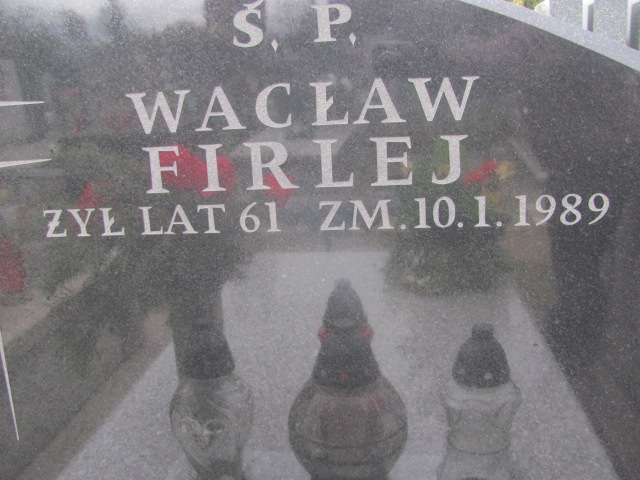 Ś. P.
WACŁAW
FIRLEJ
ŻYŁ LAT 61 ZM. 10. 1. 1989